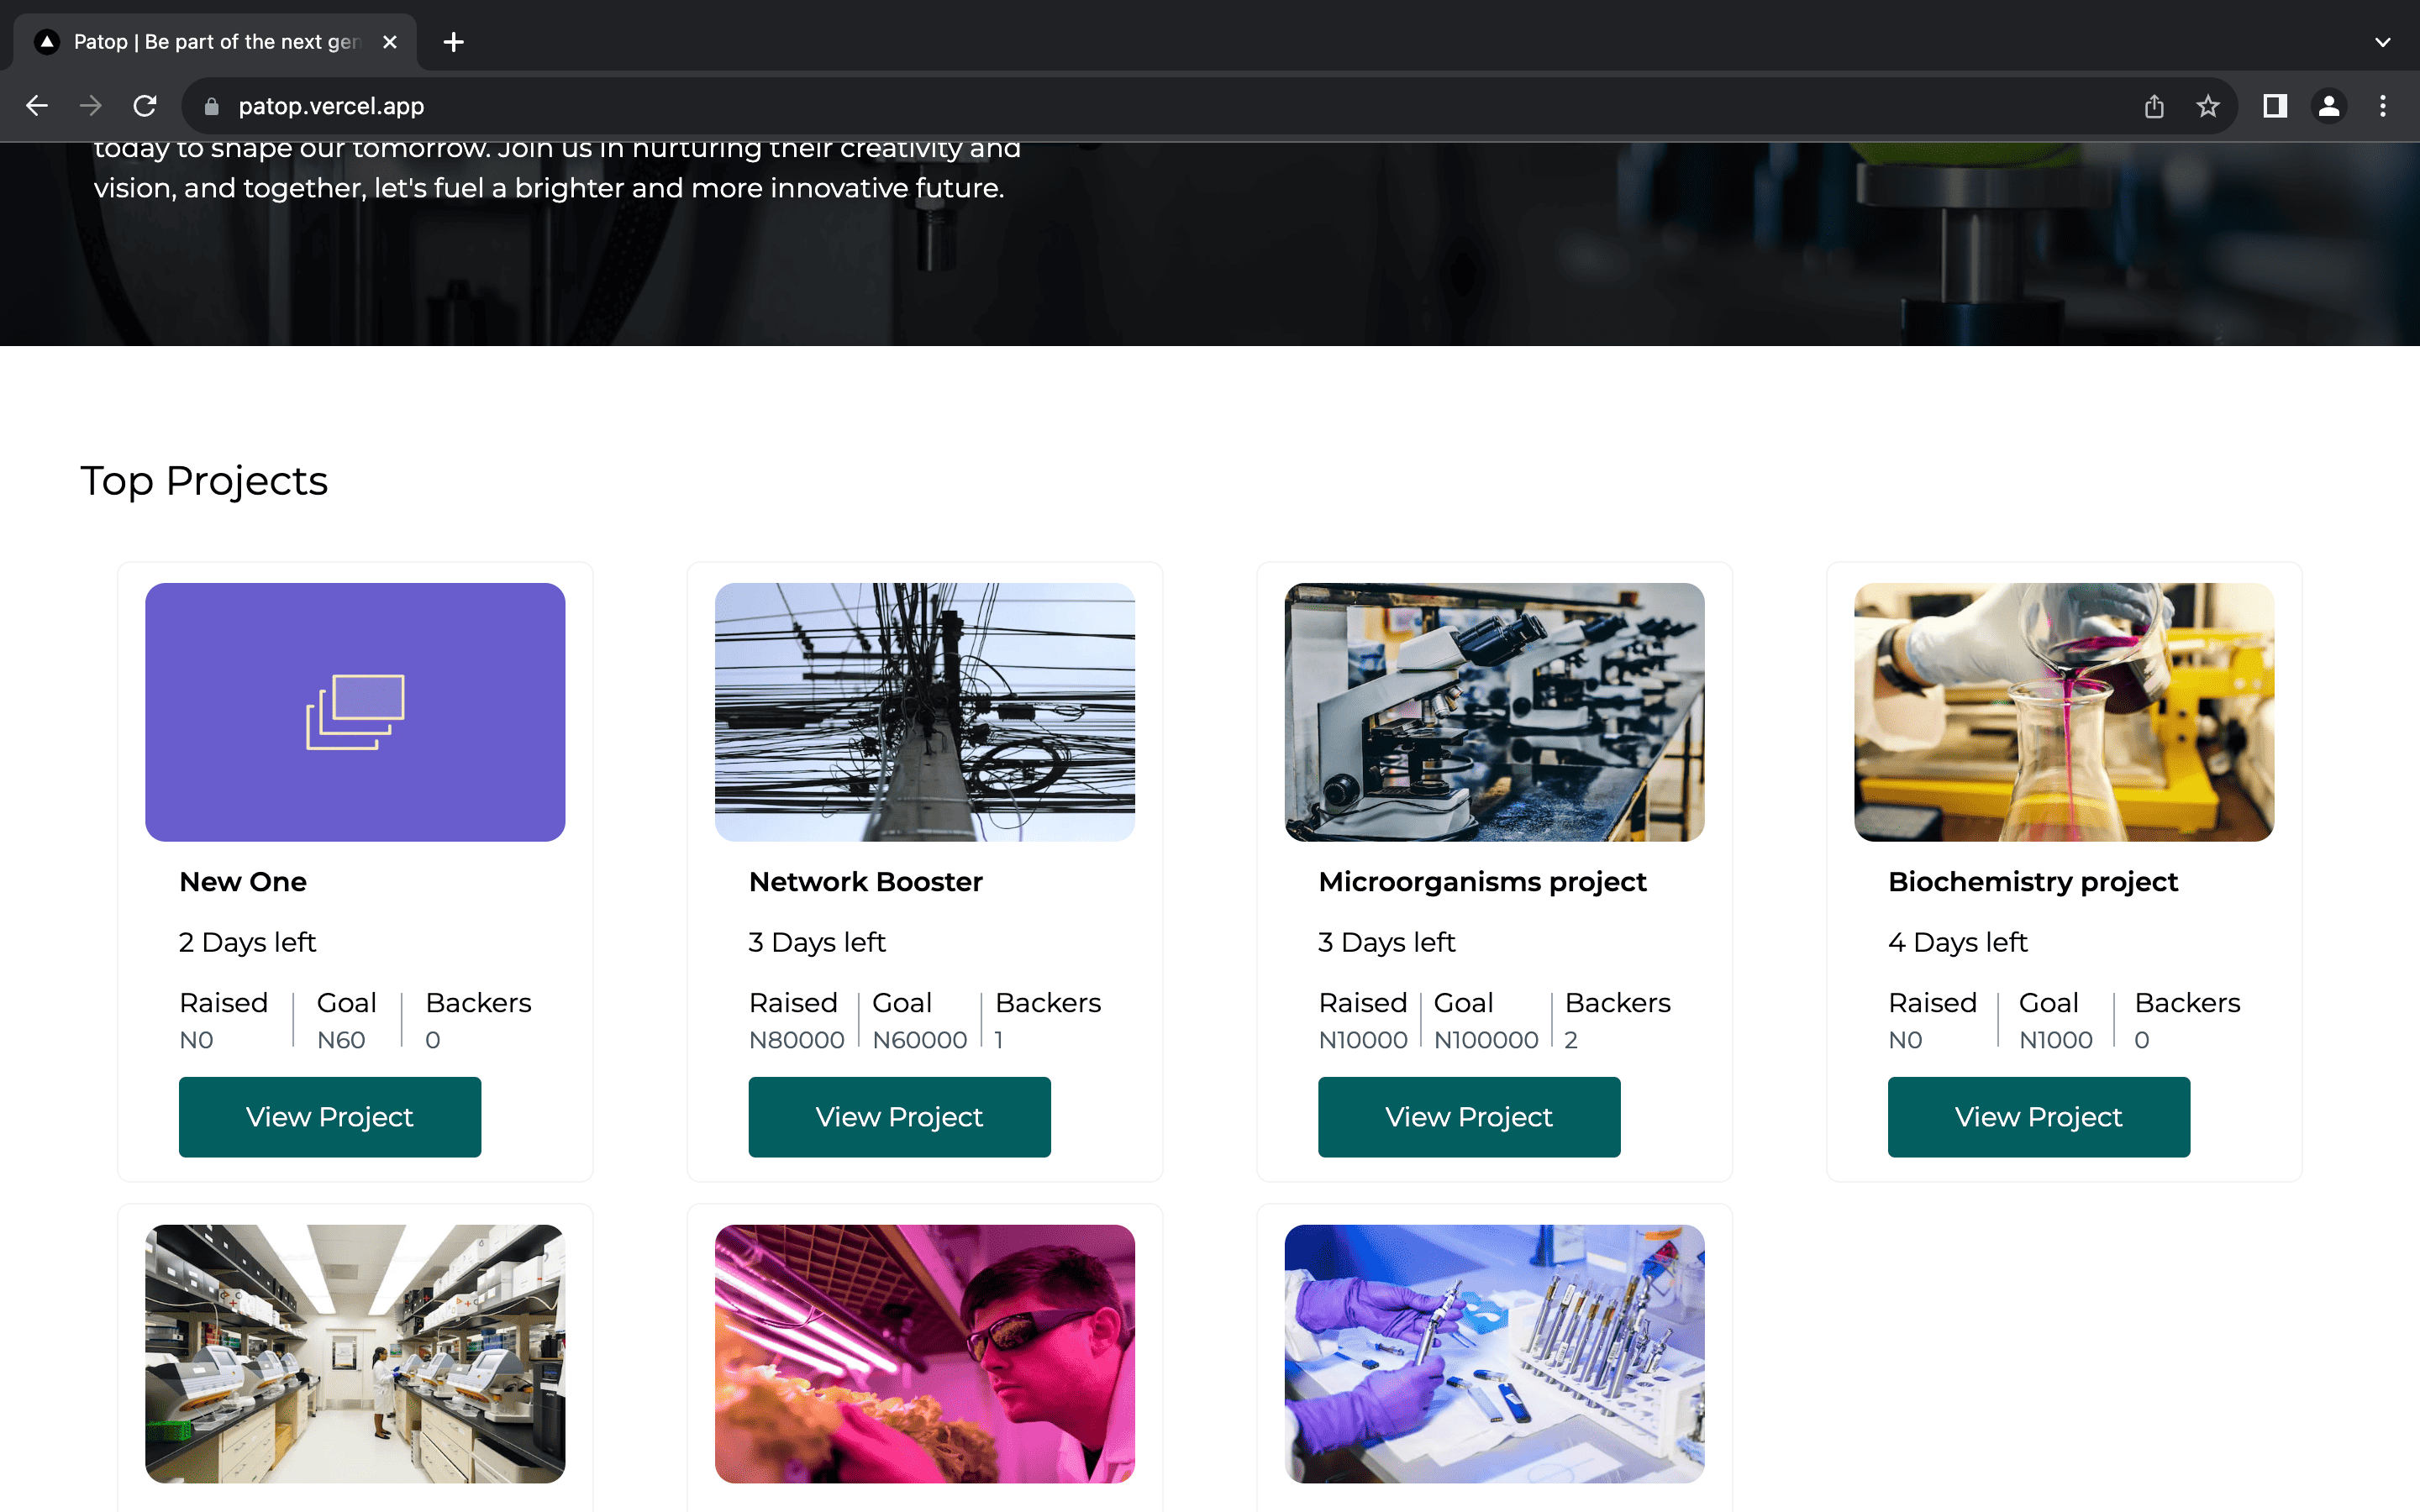 Patop | Be part of the next gen
patop.vercel.app
today to shape our tomorrow. Join us in nurturing their creativity and
vision, and together, let's fuel a brighter and more innovative future.
Top Projects
New One
2 Days left
Raised Goal Backers
N0 N60 0
View Project
Network Booster
3 Days left
Raised Goal Backers
N80000 N60000 1
View Project
Microorganisms project
3 Days left
Raised Goal Backers
N10000 N100000 2
View Project
Biochemistry project
4 Days left
Raised Goal Backers
N0 N1000 0
View Project